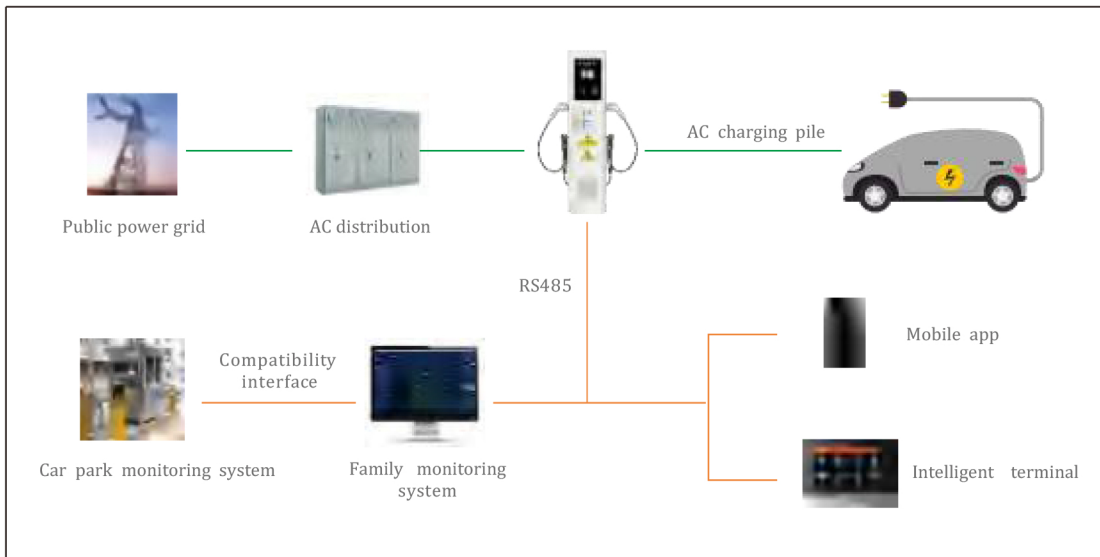 AC charging pile
Public power grid
AC distribution
RS485
Mobile app
Compatibility
interface
Car park monitoring system
Family monitoring
system
Intelligent terminal